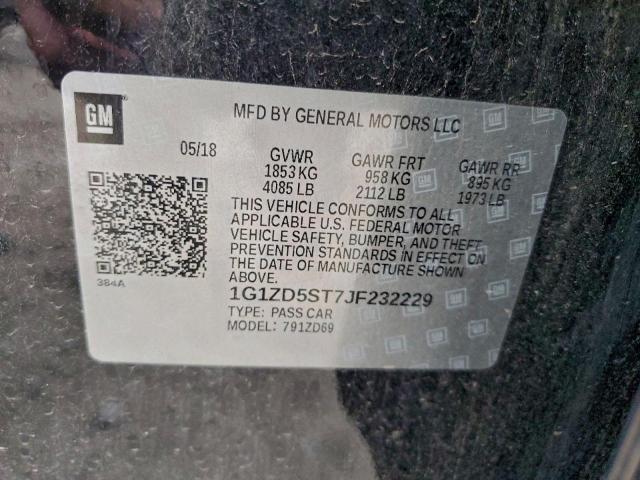 GM
MFD BY GENERAL MOTORS LLC
05/18 GVWR GAWR FRT GAWR RR
1853 KG 958 KG 895 KG
4085 LB 2112 LB 1973 LB
THIS VEHICLE CONFORMS TO ALL
APPLICABLE U.S. FEDERAL MOTOR
VEHICLE SAFETY, BUMPER, AND THEFT
PREVENTION STANDARDS IN EFFECT ON
THE DATE OF MANUFACTURE SHOWN
ABOVE.
384A
1G1ZD5ST7JF232229
TYPE: PASS CAR
MODEL: 791ZD69